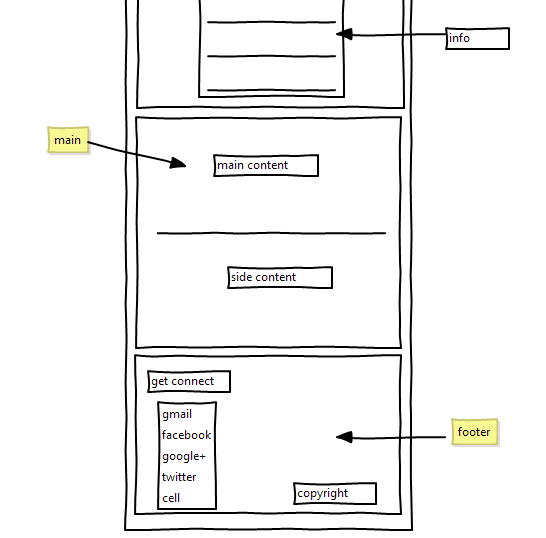 info
main
main content
side content
get connect
gmail
facebook
google+
twitter
cell
footer
copyright